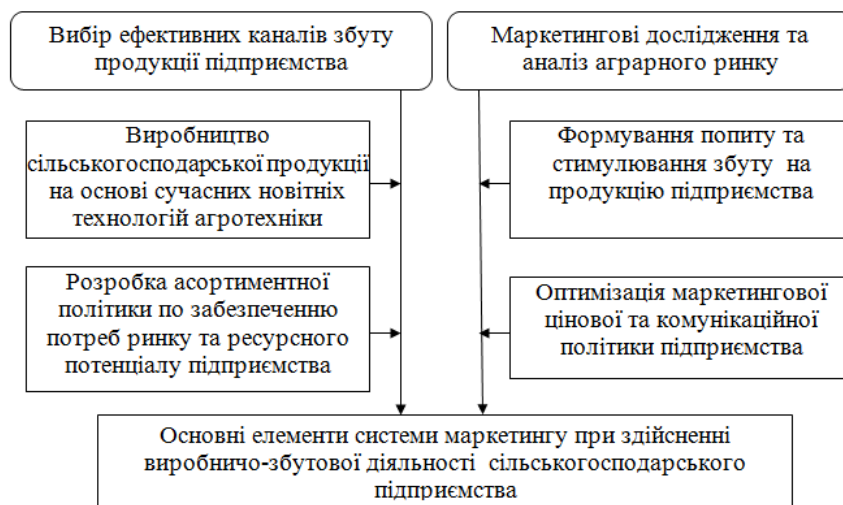 Вибір ефективних каналів збуту
продукції підприємства
Маркетингові дослідження та
аналіз аграрного ринку
Виробництво
сільськогосподарської продукції
на основі сучасних новітніх
технологій агротехніки
Формування попиту та
стимулювання збуту на
продукцію підприємства
Розробка асортиментної
політики по забезпеченню
потреб ринку та ресурсного
потенціалу підприємства
Оптимізація маркетингової
цінової та комунікаційної
політики підприємства
Основні елементи системи маркетингу при здійсненні
виробничо-збутової діяльності сільськогосподарського
підприємства